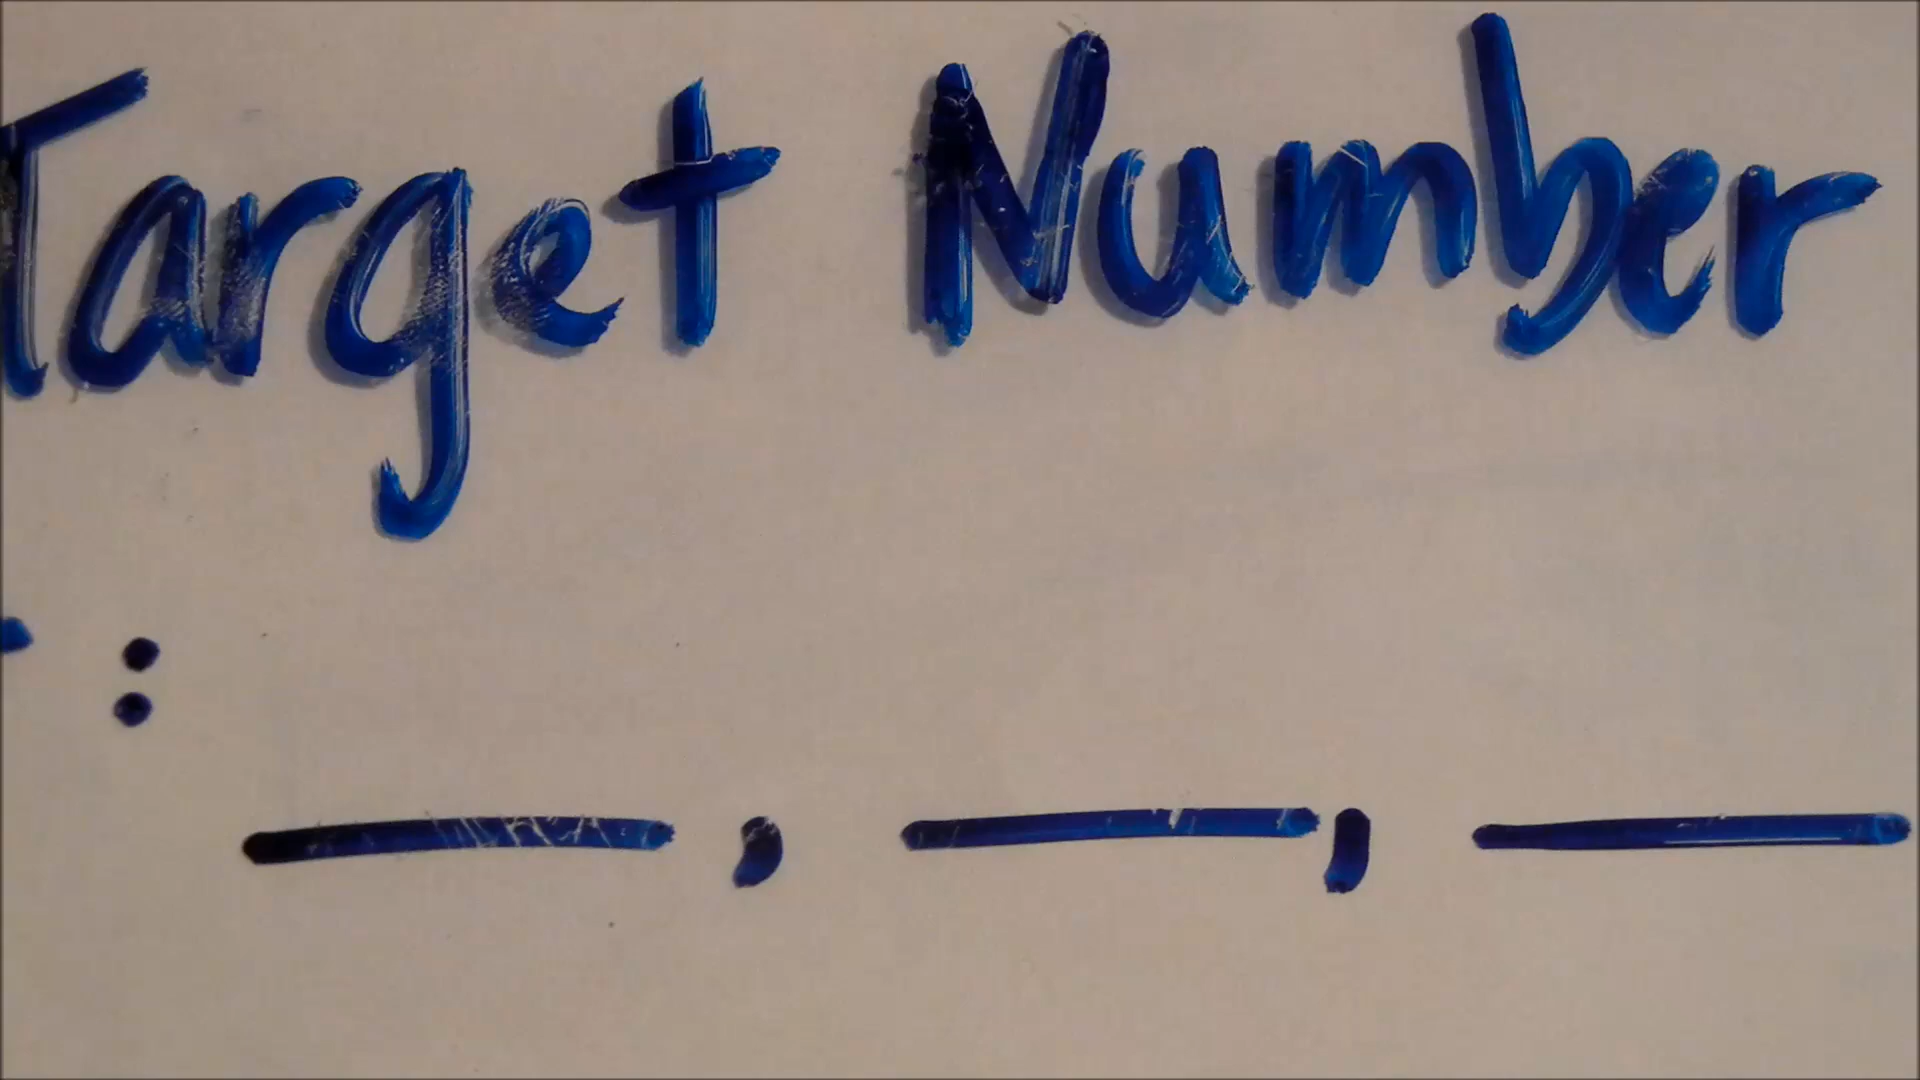 Target Number
: ___, ___, ___